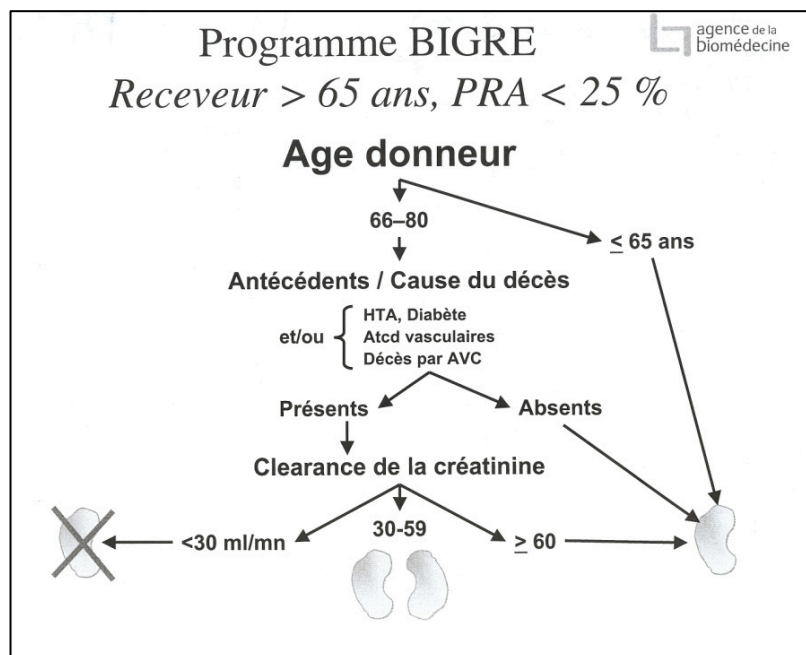 Programme BIGRE
agence de la
biomédecine
Receveur > 65 ans, PRA < 25 %
Age donneur
66–80
≤ 65 ans
Antécédents / Cause du décès
et/ou
HTA, Diabète
Atcd vasculaires
Décès par AVC
Présents
Absents
Clearance de la créatinine
<30 ml/mn
30-59
≥ 60